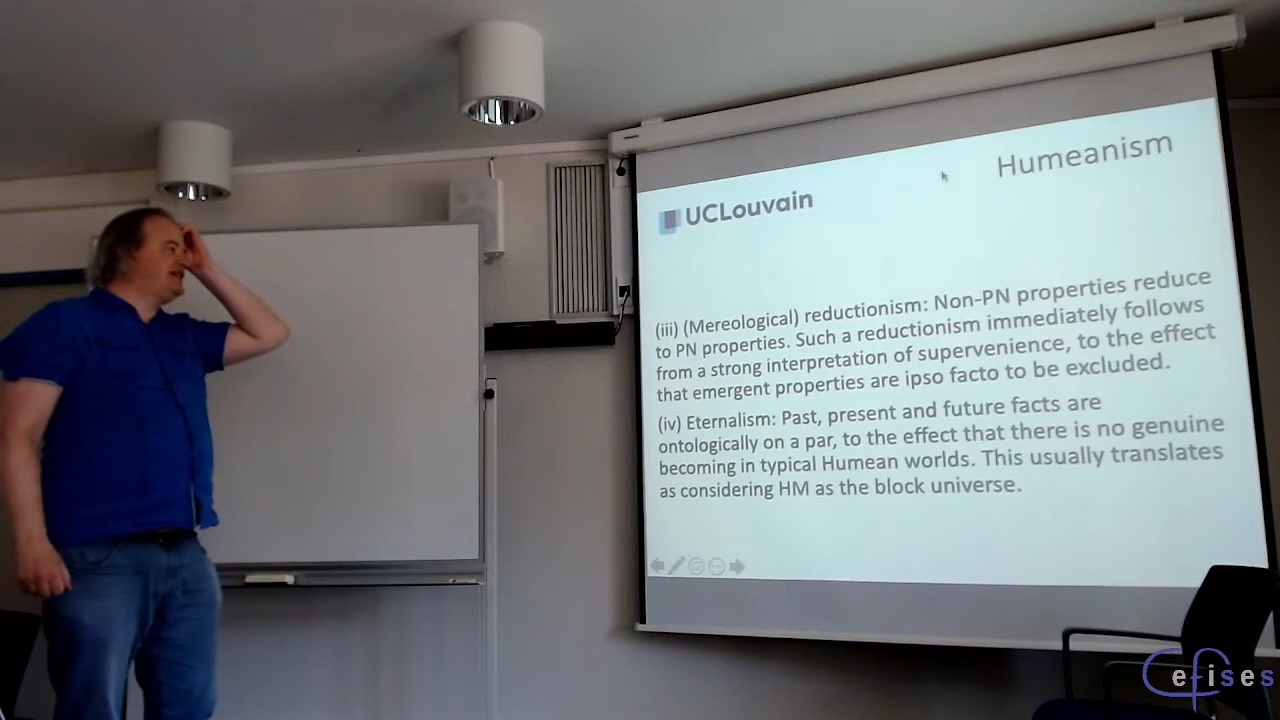 Humeanism
UCLouvain
(iii) (Mereological) reductionism: Non-PN properties reduce
to PN properties. Such a reductionism immediately follows
from a strong interpretation of supervenience, to the effect
that emergent properties are ipso facto to be excluded.
(iv) Eternalism: Past, present and future facts are
ontologically on a par, to the effect that there is no genuine
becoming in typical Humean worlds. This usually translates
as considering HM as the block universe.
Cefises